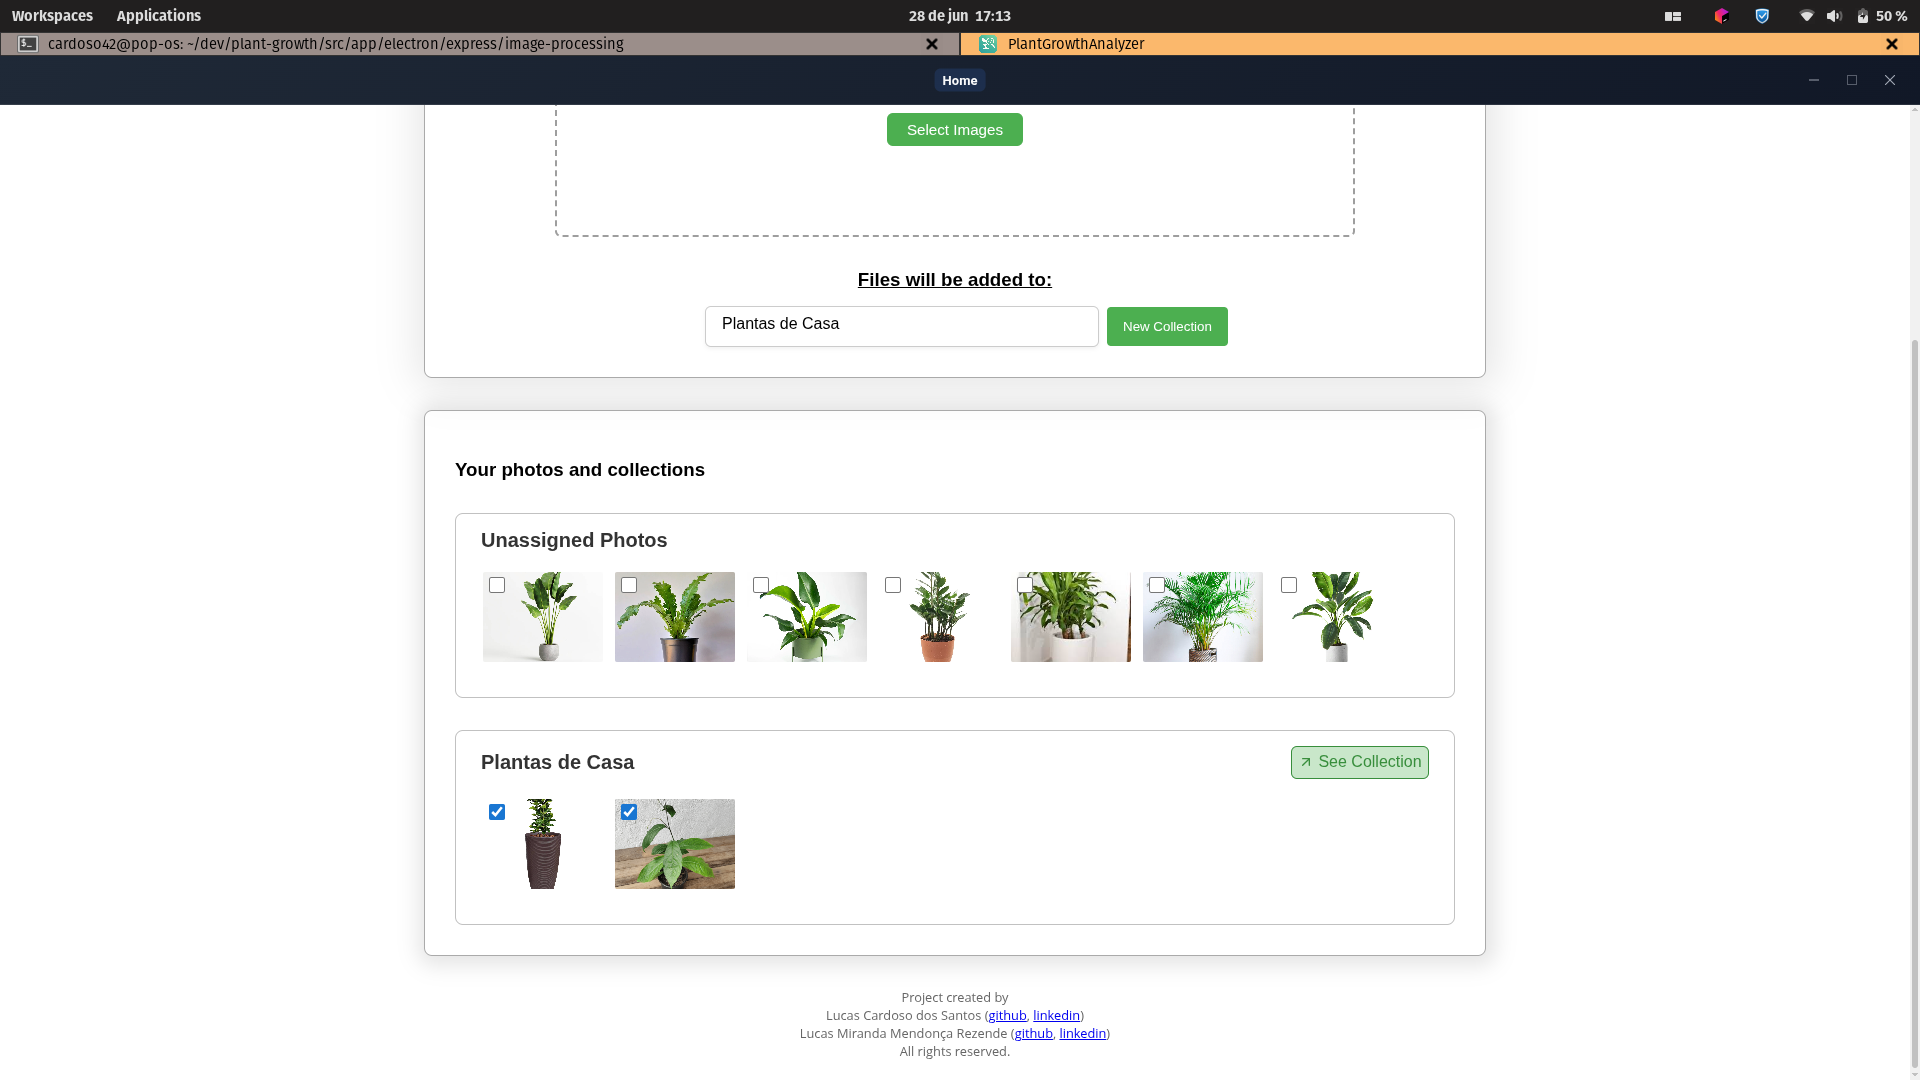 Workspaces Applications 28 de jun 17:13 50 %
cardoso42@pop-os: ~/dev/plant-growth/src/app/electron/express/image-processing PlantGrowthAnalyzer
Home
Select Images
Files will be added to:
Plantas de Casa New Collection
Your photos and collections
Unassigned Photos
Plantas de Casa See Collection
Project created by
Lucas Cardoso dos Santos (github, linkedin)
Lucas Miranda Mendonça Rezende (github, linkedin)
All rights reserved.